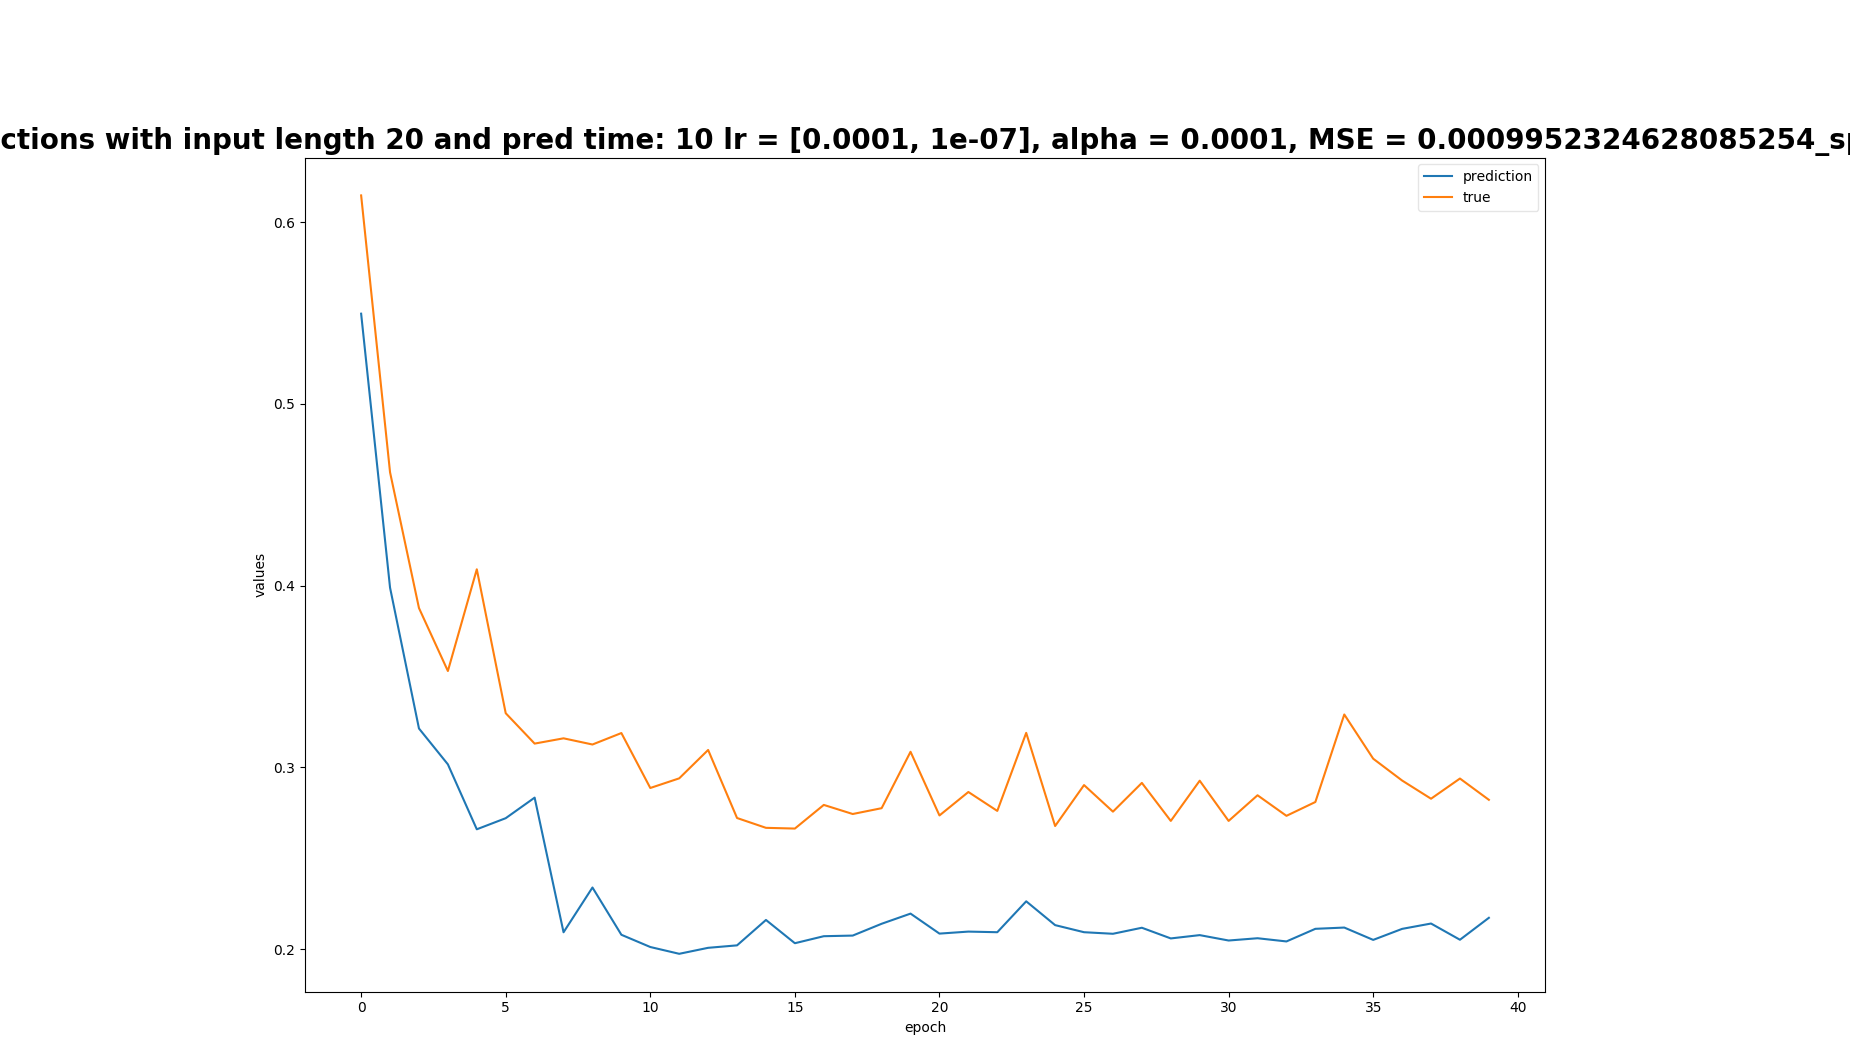 ctions with input length 20 and pred time: 10 lr = [0.0001, 1e-07], alpha = 0.0001, MSE = 0.0009952324628085254_sp
prediction
true
0.6
0.5
0.4
0.3
0.2
values
0 5 10 15 20 25 30 35 40
epoch